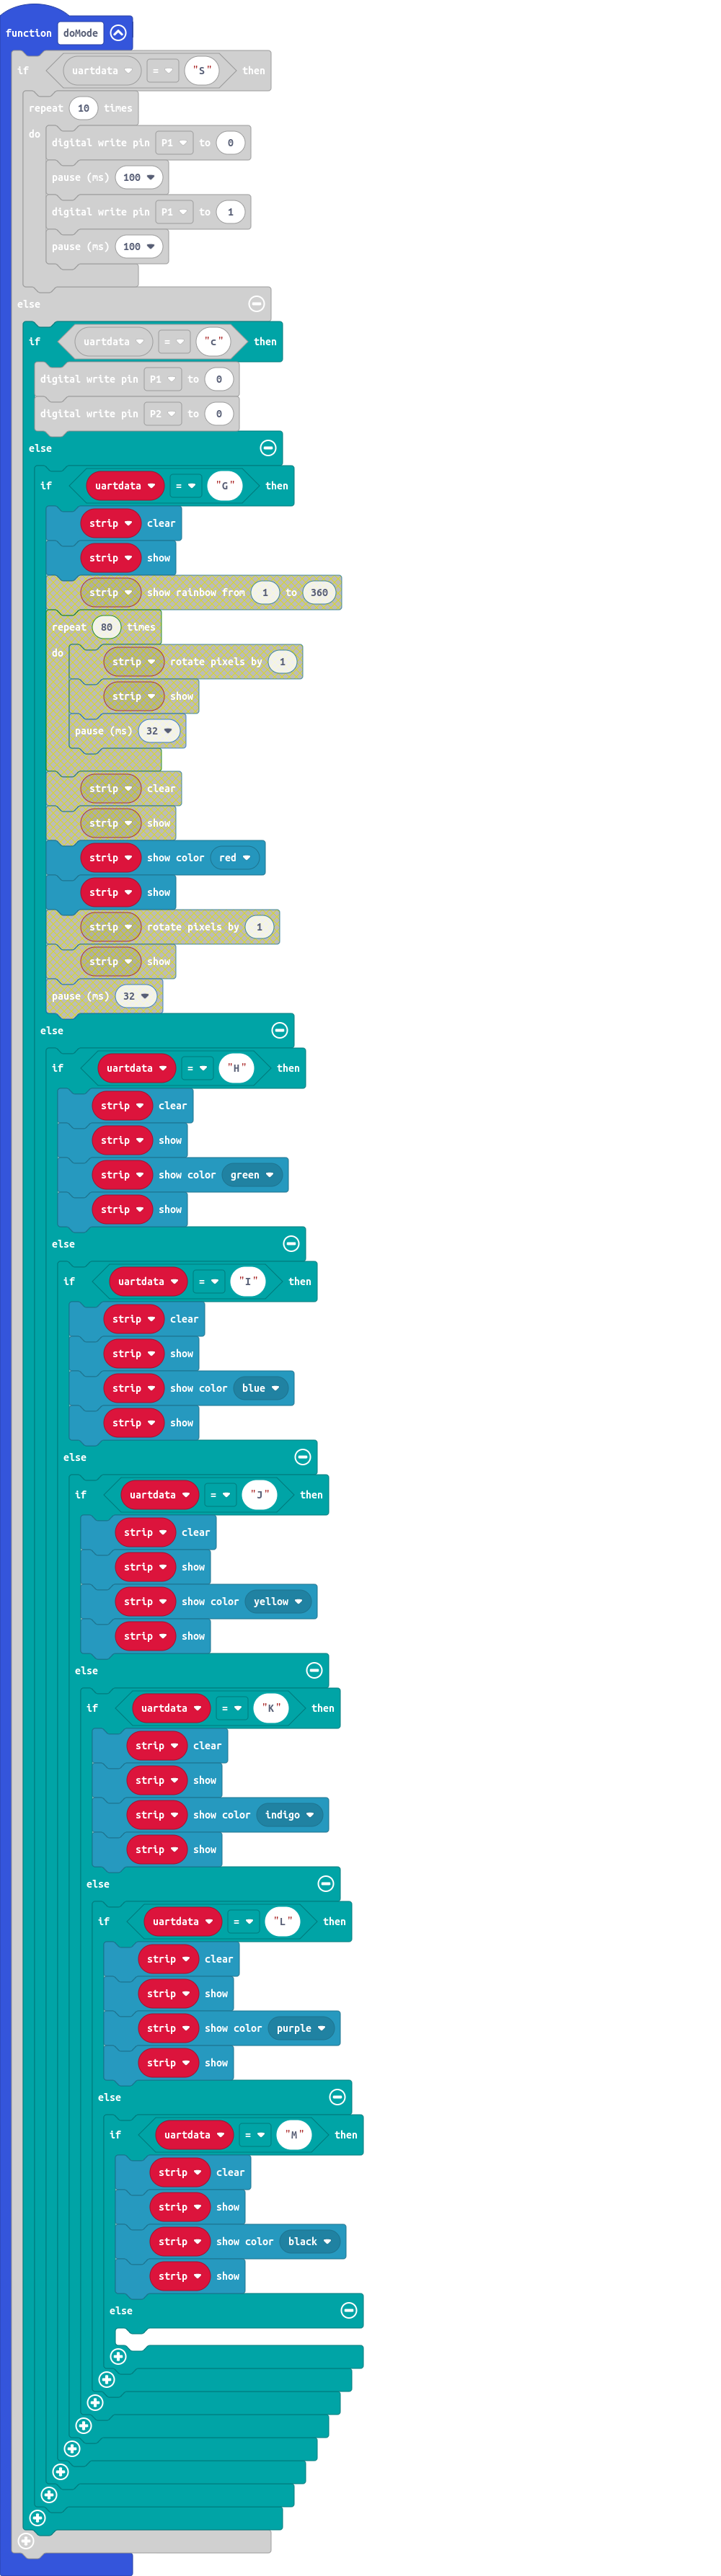 function doMode
if uartdata = "S" then
repeat 10 times
do
digital write pin P1 to 0
pause (ms) 100
digital write pin P1 to 1
pause (ms) 100
else
if uartdata = "c" then
digital write pin P1 to 0
digital write pin P2 to 0
else
if uartdata = "G" then
strip clear
strip show
strip show rainbow from 1 to 360
repeat 80 times
do
strip rotate pixels by 1
strip show
pause (ms) 32
strip clear
strip show
strip show color red
strip show
strip rotate pixels by 1
strip show
pause (ms) 32
else
if uartdata = "H" then
strip clear
strip show
strip show color green
strip show
else
if uartdata = "I" then
strip clear
strip show
strip show color blue
strip show
else
if uartdata = "J" then
strip clear
strip show
strip show color yellow
strip show
else
if uartdata = "K" then
strip clear
strip show
strip show color indigo
strip show
else
if uartdata = "L" then
strip clear
strip show
strip show color purple
strip show
else
if uartdata = "M" then
strip clear
strip show
strip show color black
strip show
else